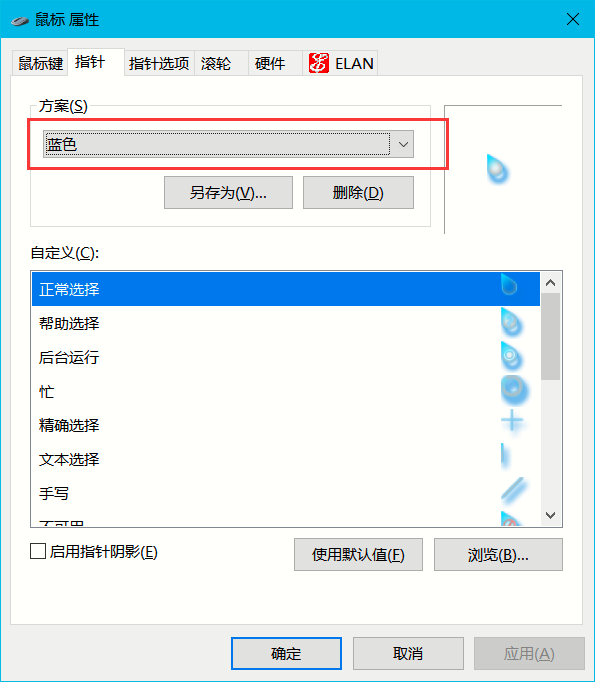 鼠标 属性
鼠标键 指针 指针选项 滚轮 硬件 ELAN
方案(S)
蓝色
另存为(V)... 删除(D)
自定义(C):
正常选择
帮助选择
后台运行
忙
精确选择
文本选择
手写
不可用
启用指针阴影(E)
使用默认值(F) 浏览(B)...
确定 取消 应用(A)